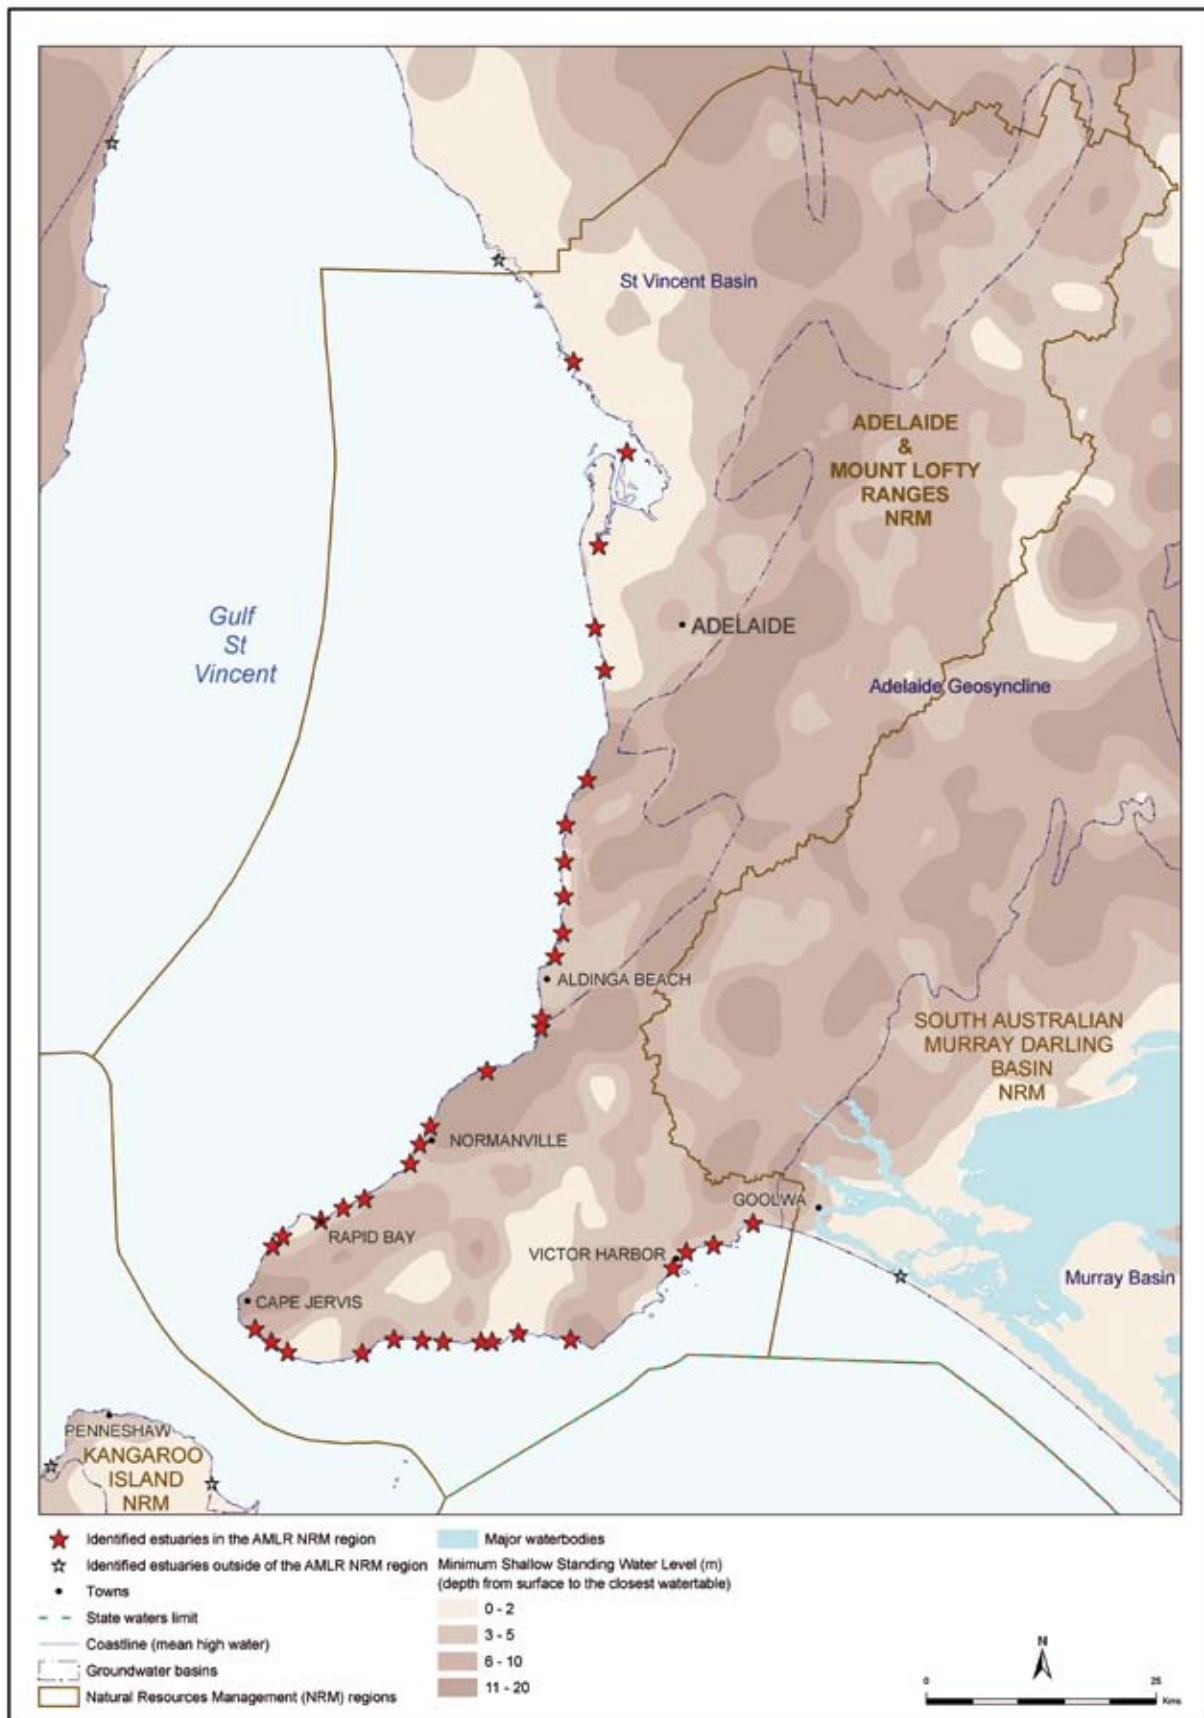 St Vincent Basin
ADELAIDE
&
MOUNT LOFTY
RANGES
NRM
Gulf
St
Vincent
ADELAIDE
Adelaide Geosyncline
ALDINGA BEACH
SOUTH AUSTRALIAN
MURRAY DARLING
BASIN
NRM
NORMANVILLE
GOOLWA
RAPID BAY
VICTOR HARBOR
Murray Basin
CAPE JERVIS
PENNESHAW
KANGAROO
ISLAND
NRM
Identified estuaries in the AMLR NRM region
Identified estuaries outside of the AMLR NRM region
Towns
State waters limit
Coastline (mean high water)
Groundwater basins
Natural Resources Management (NRM) regions
Major waterbodies
Minimum Shallow Standing Water Level (m)
(depth from surface to the closest watertable)
0 - 2
3 - 5
6 - 10
11 - 20
N
0 25
Kms